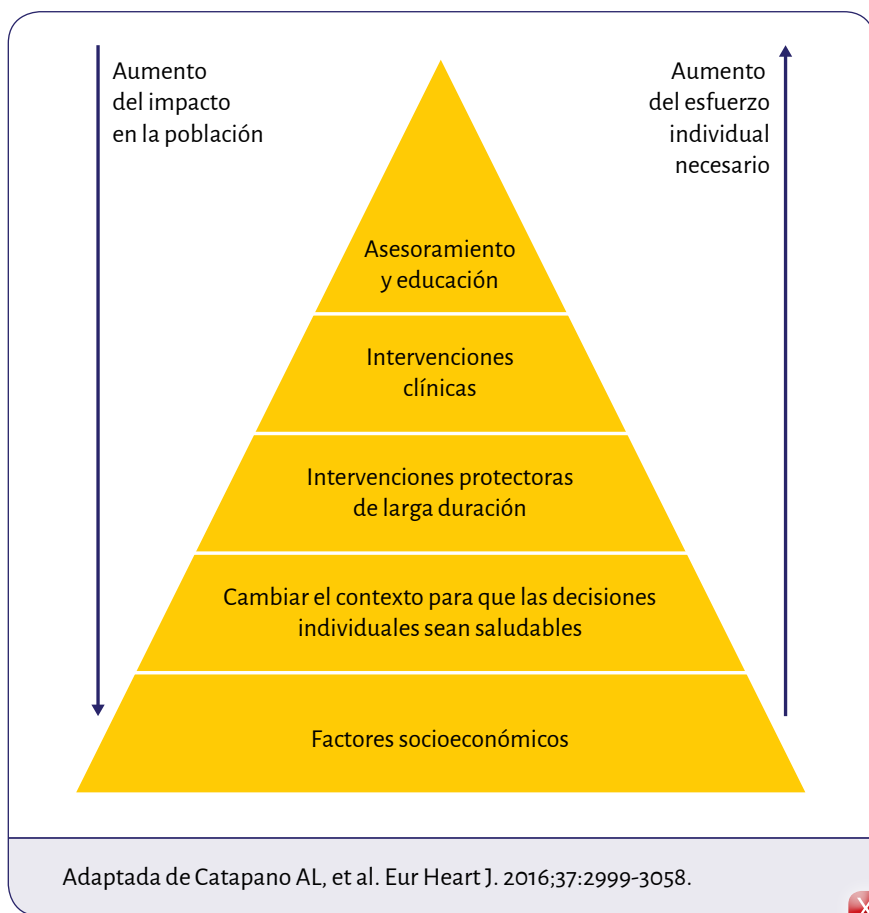 Aumento
del impacto
en la población
Aumento
del esfuerzo
individual
necesario
Asesoramiento
y educación
Intervenciones
clínicas
Intervenciones protectoras
de larga duración
Cambiar el contexto para que las decisiones
individuales sean saludables
Factores socioeconómicos
Adaptada de Catapano AL, et al. Eur Heart J. 2016;37:2999-3058.